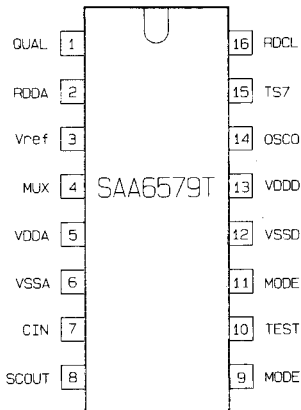 QUAL 1 16 RDCL
RDDA 2 15 TS7
Vref 3 14 OSCO
MUX 4 SAA6579T 13 VDDD
VDDA 5 12 VSSD
VSSA 6 11 MODE
CIN 7 10 TEST
SCOUT 8 9 MODE